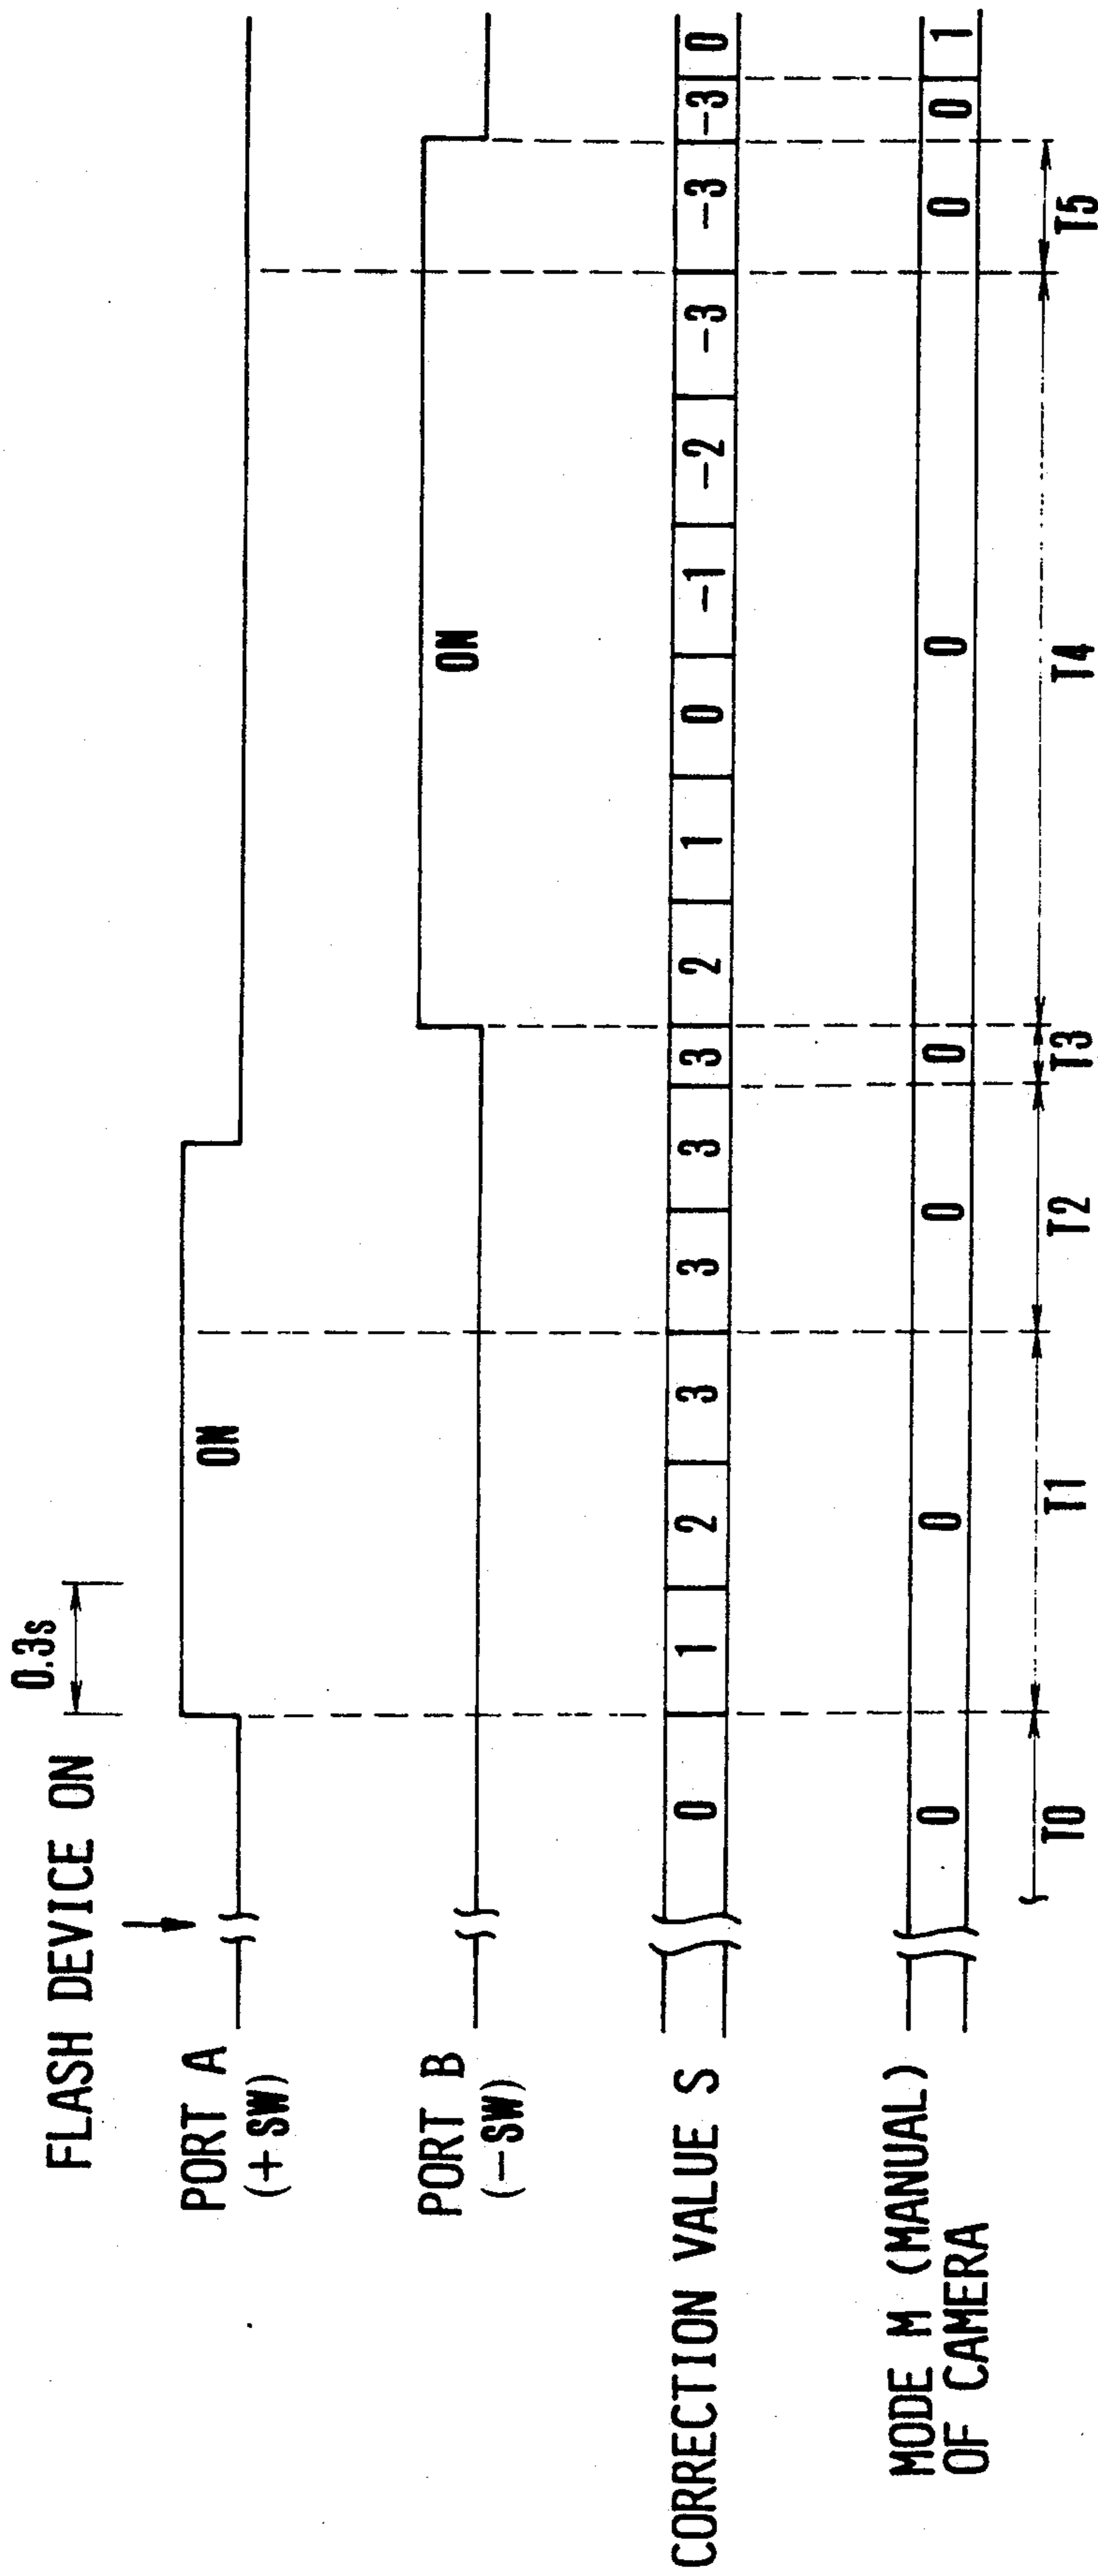 FLASH DEVICE ON
0.3s
PORT A
(+ SW)
ON
PORT B
(− SW)
ON
CORRECTION VALUE S
0 1 2 3 3 3 3 2 1 0 −1 −2 −3 −3 −3 0
MODE M (MANUAL)
OF CAMERA
0 0 0 0 0 0 0 1
T0 T1 T2 T3 T4 T5